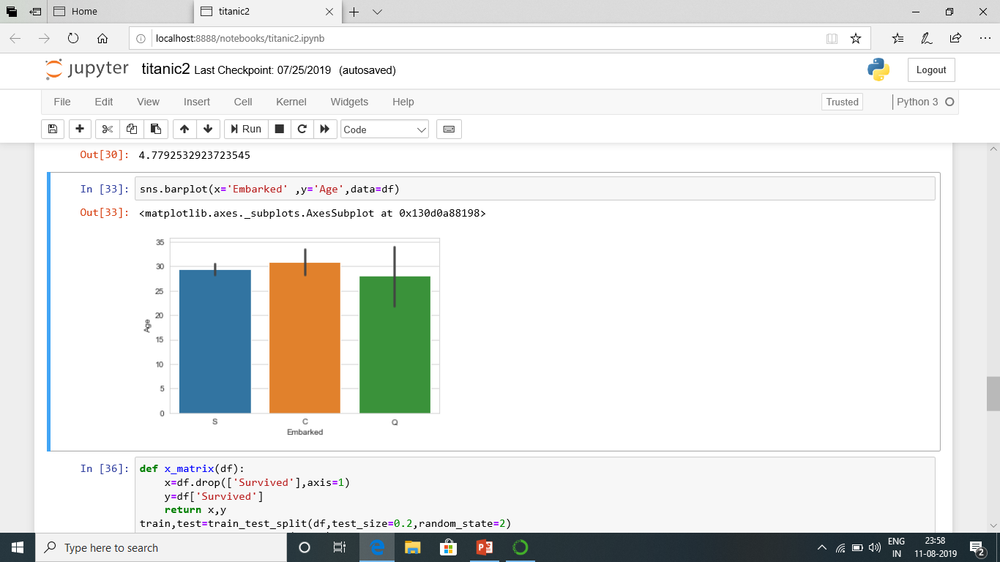 Home
titanic2
localhost:8888/notebooks/titanic2.ipynb
jupyter titanic2 Last Checkpoint: 07/25/2019 (autosaved)
Logout
File Edit View Insert Cell Kernel Widgets Help
Trusted Python 3
Run
Code
Out[30]: 4.7792532923723545
In [33]: sns.barplot(x='Embarked' ,y='Age',data=df)
Out[33]: <matplotlib.axes._subplots.AxesSubplot at 0x130d0a88198>
35
30
25
20
15
10
5
0
Age
S C Q
Embarked
In [36]: def x_matrix(df):
x=df.drop(['Survived'],axis=1)
y=df['Survived']
return x,y
train,test=train_test_split(df,test_size=0.2,random_state=2)
Type here to search
ENG
IN
23:58
11-08-2019
2